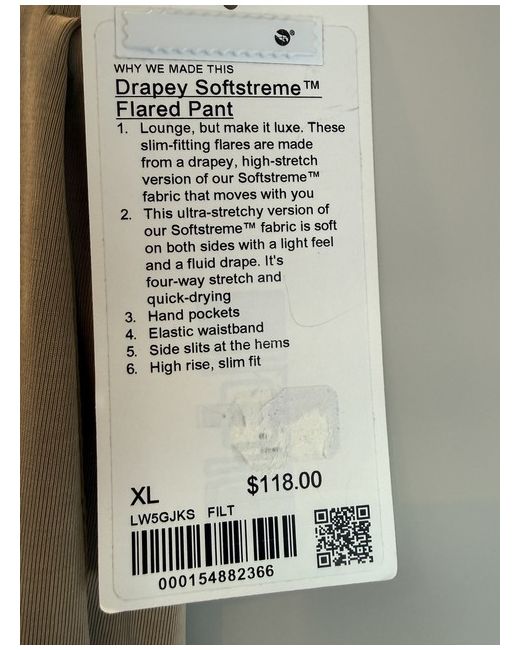 WHY WE MADE THIS
Drapey Softstreme™
Flared Pant
1. Lounge, but make it luxe. These
slim-fitting flares are made
from a drapey, high-stretch
version of our Softstreme™
fabric that moves with you
2. This ultra-stretchy version of
our Softstreme™ fabric is soft
on both sides with a light feel
and a fluid drape. It's
four-way stretch and
quick-drying
3. Hand pockets
4. Elastic waistband
5. Side slits at the hems
6. High rise, slim fit
XL $118.00
LW5GJKS FILT
000154882366